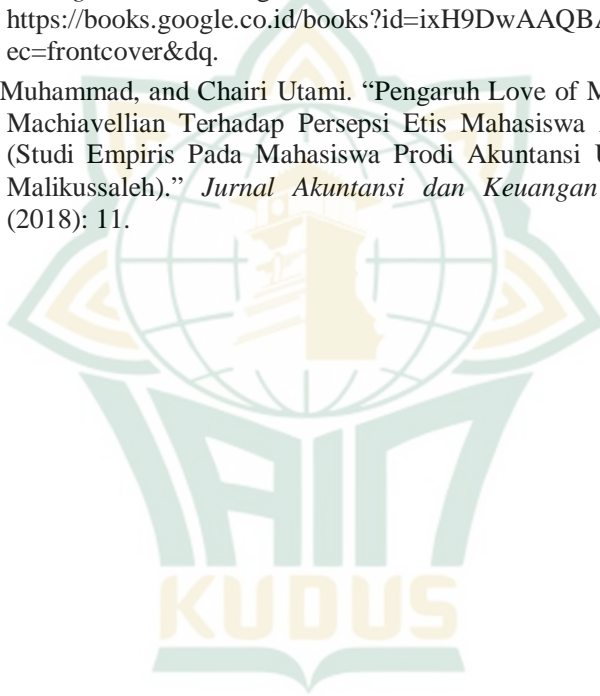 https://books.google.co.id/books?id=ixH9DwAAQBA
ec=frontcover&dq.
Muhammad, and Chairi Utami. “Pengaruh Love of M
Machiavellian Terhadap Persepsi Etis Mahasiswa
(Studi Empiris Pada Mahasiswa Prodi Akuntansi U
Malikussaleh).” Jurnal Akuntansi dan Keuangan
(2018): 11.
IAIN
KUDUS